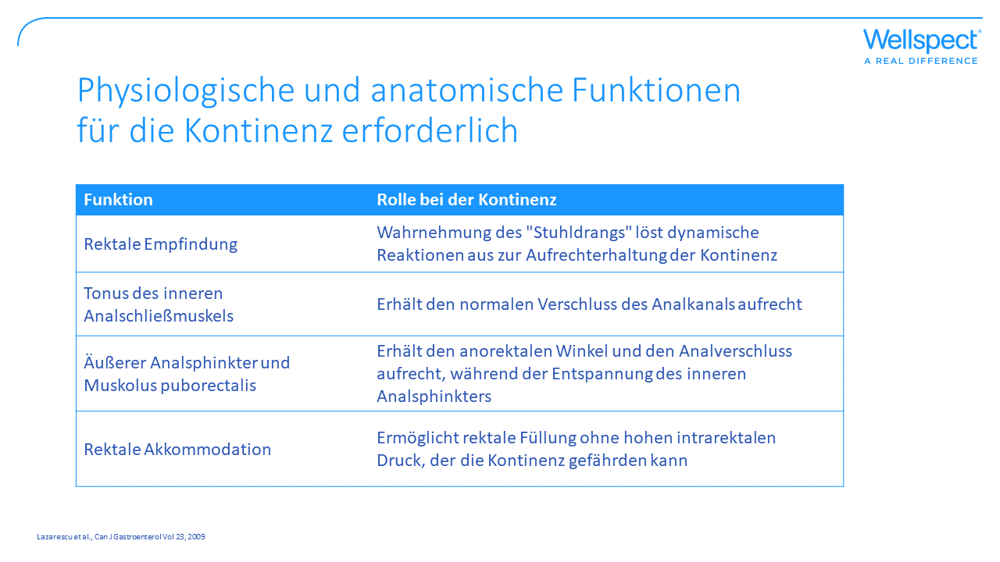 Wellspect®
A REAL DIFFERENCE
Physiologische und anatomische Funktionen
für die Kontinenz erforderlich
Funktion
Rolle bei der Kontinenz
Rektale Empfindung
Wahrnehmung des "Stuhldrangs" löst dynamische
Reaktionen aus zur Aufrechterhaltung der Kontinenz
Tonus des inneren
Analschließmuskels
Erhält den normalen Verschluss des Analkanals aufrecht
Äußerer Analsphinkter und
Muskolus puborectalis
Erhält den anorektalen Winkel und den Analverschluss
aufrecht, während der Entspannung des inneren
Analsphinkters
Rektale Akkommodation
Ermöglicht rektale Füllung ohne hohen intrarektalen
Druck, der die Kontinenz gefährden kann
Lazarescu et al., Can J Gastroenterol Vol 23, 2009